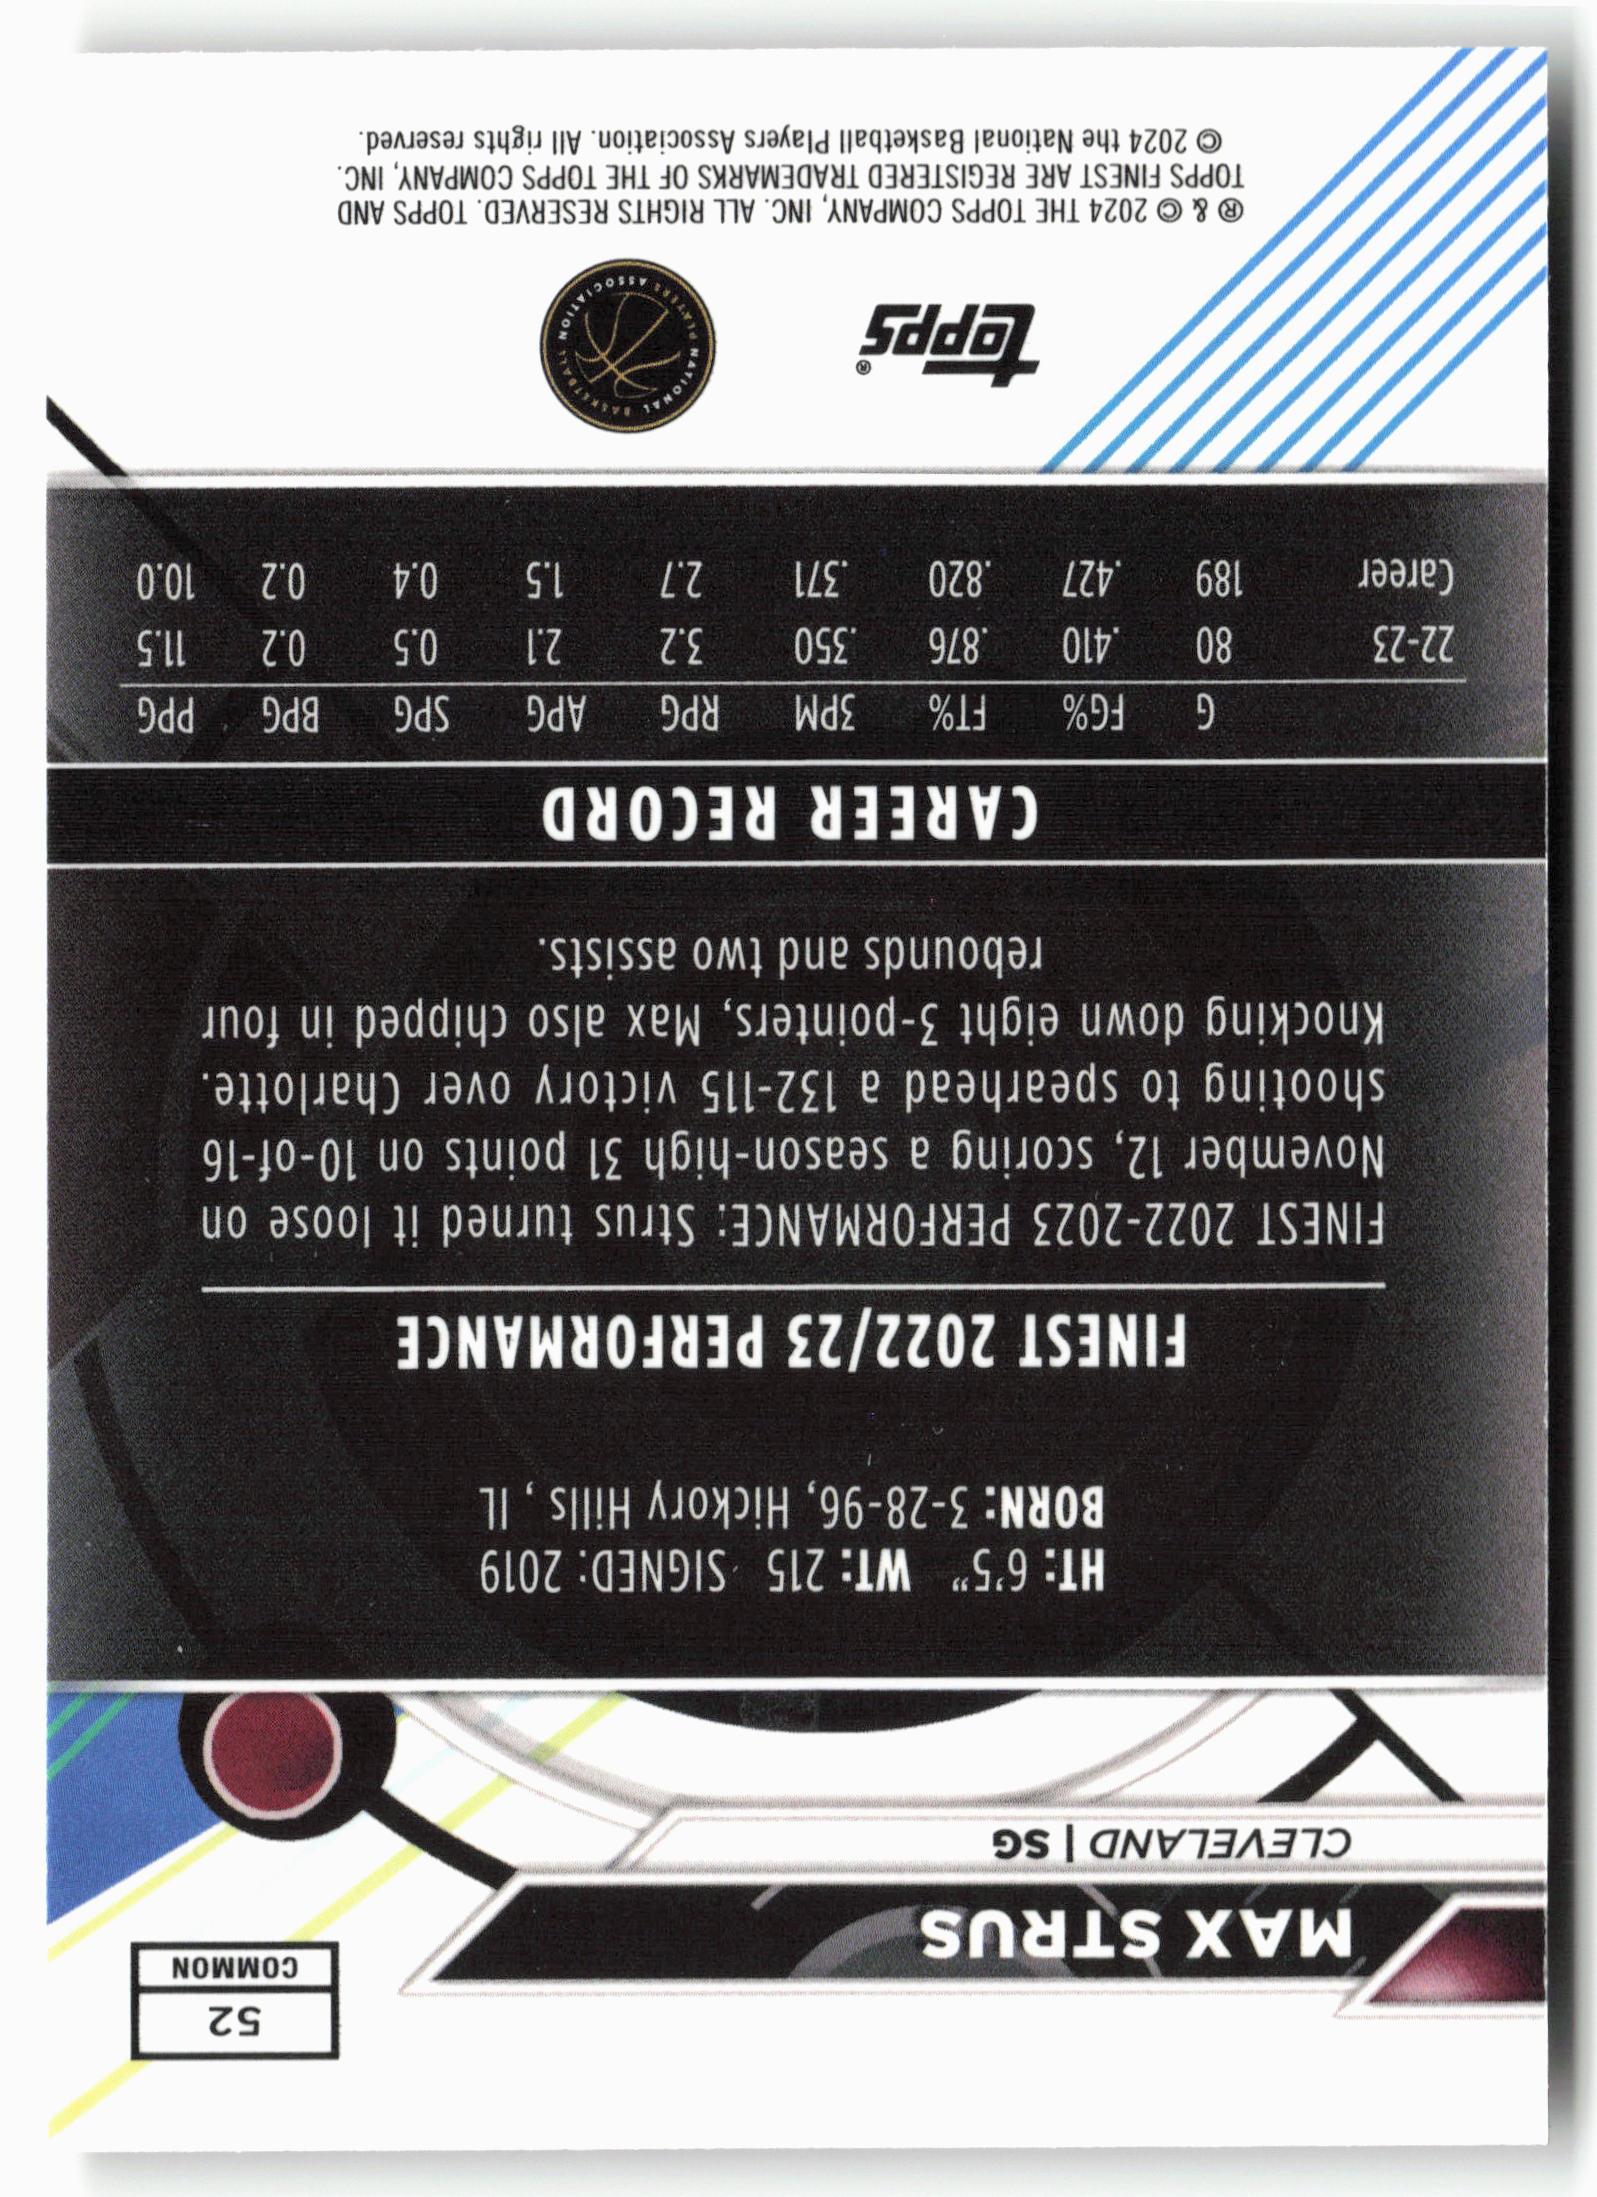 52
COMMON
MAX STRUS
CLEVELAND | SG
HT: 6'5" WT: 215 SIGNED: 2019
BORN: 3-28-96, Hickory Hills , IL
FINEST 2022/23 PERFORMANCE
FINEST 2022-2023 PERFORMANCE: Strus turned it loose on
November 12, scoring a season-high 31 points on 10-of-16
shooting to spearhead a 132-115 victory over Charlotte.
Knocking down eight 3-pointers, Max also chipped in four
rebounds and two assists.
CAREER RECORD
G FG% FT% 3PM RPG APG SPG BPG PPG
22-23 80 .410 .876 .350 3.2 2.1 0.5 0.2 11.5
Career 189 .427 .820 .371 2.7 1.5 0.4 0.2 10.0
topps®
NATIONAL BASKETBALL PLAYERS ASSOCIATION
® & © 2024 THE TOPPS COMPANY, INC. ALL RIGHTS RESERVED. TOPPS AND
TOPPS FINEST ARE REGISTERED TRADEMARKS OF THE TOPPS COMPANY, INC.
© 2024 the National Basketball Players Association. All rights reserved.